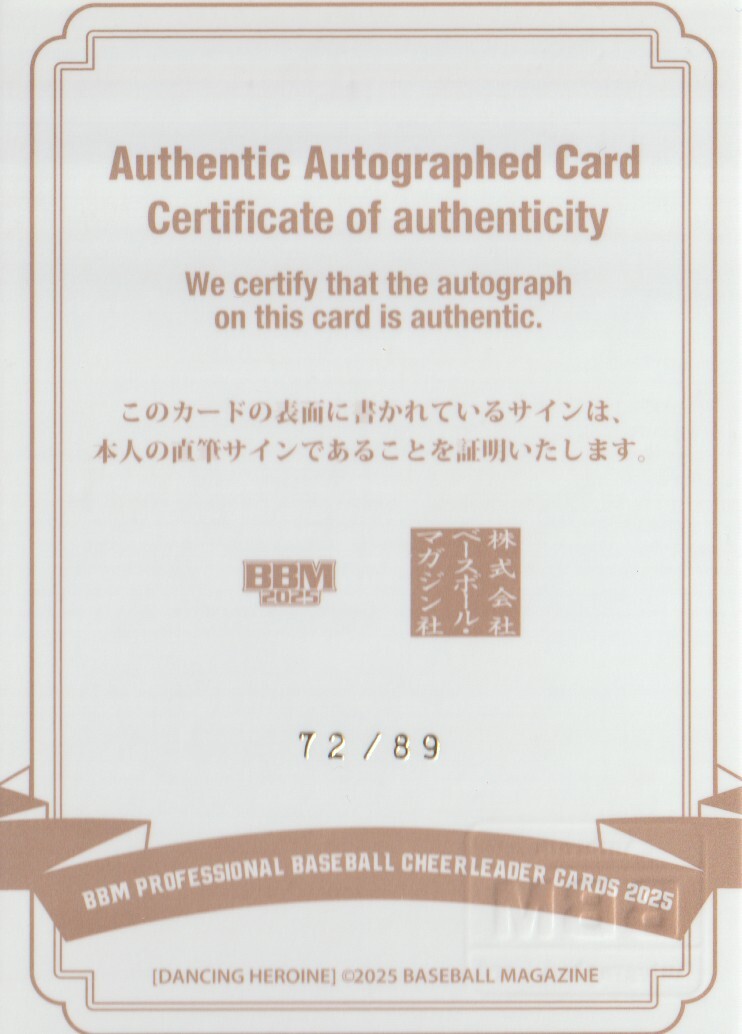 Authentic Autographed Card
Certificate of authenticity
We certify that the autograph
on this card is authentic.
このカードの表面に書かれているサインは、
本人の直筆サインであることを証明いたします。
BBM
2025
株式会社
ベースボール・
マガジン社
72/89
BBM PROFESSIONAL BASEBALL CHEERLEADER CARDS 2025
BBM
[DANCING HEROINE] ©2025 BASEBALL MAGAZINE